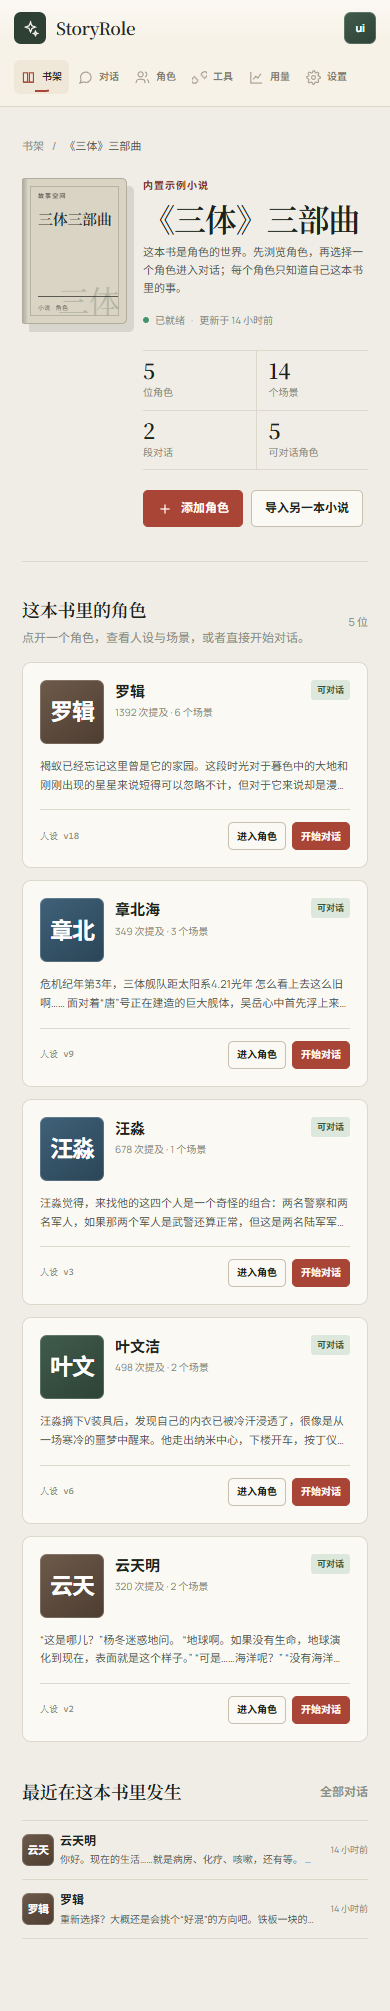 StoryRole
ui
书架
对话
角色
工具
用量
设置
书架 / 《三体》三部曲
故事空间
三体三部曲
三体
小说 · 角色
内置示例小说
《三体》三部曲
这本书是角色的世界。先浏览角色，再选择一
个角色进入对话；每个角色只知道自己这本书
里的事。
已就绪 · 更新于 14 小时前
5
位角色
14
个场景
2
段对话
5
可对话角色
＋ 添加角色
导入另一本小说
这本书里的角色
点开一个角色，查看人设与场景，或者直接开始对话。
5 位
罗辑
罗辑
1392 次提及 · 6 个场景
可对话
褐蚁已经忘记这里曾是它的家园。这段时光对于暮色中的大地和
刚刚出现的星星来说短得可以忽略不计，但对于它来说却是漫…
人设 v18
进入角色
开始对话
章北
章北海
349 次提及 · 3 个场景
可对话
危机纪年第3年，三体舰队距太阳系4.21光年 怎么看上去这么旧
啊…… 面对着“唐”号正在建造的巨大舰体，吴岳心中首先浮上来…
人设 v9
进入角色
开始对话
汪淼
汪淼
678 次提及 · 1 个场景
可对话
汪淼觉得，来找他的这四个人是一个奇怪的组合：两名警察和两
名军人，如果那两个军人是武警还算正常，但这是两名陆军军…
人设 v3
进入角色
开始对话
叶文
叶文洁
498 次提及 · 2 个场景
可对话
汪淼摘下V装具后，发现自己的内衣已被冷汗浸透了，很像是从
一场寒冷的噩梦中醒来。他走出纳米中心，下楼开车，按丁仪…
人设 v6
进入角色
开始对话
云天
云天明
320 次提及 · 2 个场景
可对话
“这是哪儿？”杨冬迷惑地问。 “地球啊。如果没有生命，地球演
化到现在，表面就是这个样子。” “可是……海洋呢？” “没有海洋…
人设 v2
进入角色
开始对话
最近在这本书里发生
全部对话
云天
云天明
你好。现在的生活……就是病房、化疗、咳嗽，还有等。 …
14 小时前
罗辑
罗辑
重新选择？大概还是会挑个“好混”的方向吧。铁板一块的…
14 小时前